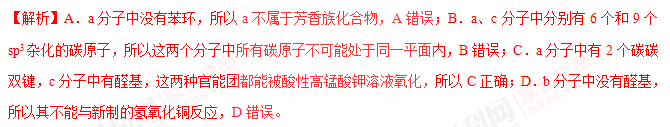 【解析】A．a分子中没有苯环，所以a不属于芳香族化合物，A错误；B．a、c分子中分别有6个和9个
sp³杂化的碳原子，所以这两个分子中所有碳原子不可能处于同一平面内，B错误；C．a分子中有2个碳碳
双键，c分子中有醛基，这两种官能团都能被酸性高锰酸钾溶液氧化，所以C正确；D．b分子中没有醛基，
所以其不能与新制的氢氧化铜反应，D错误。